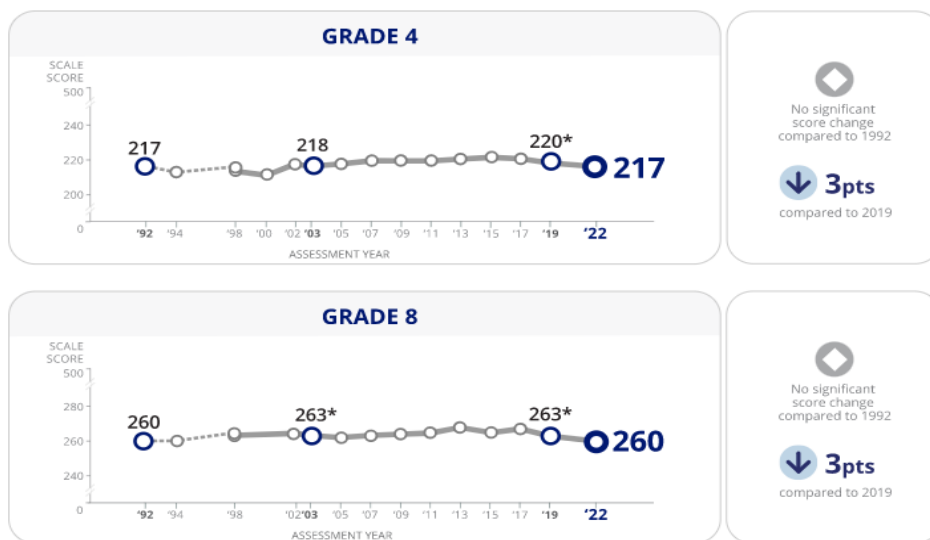 GRADE 4
SCALE
SCORE
500
240
220
200
0
217
218
220*
217
'92 '94 '98 '00 '02 '03 '05 '07 '09 '11 '13 '15 '17 '19 '22
ASSESSMENT YEAR
No significant
score change
compared to 1992
3pts
compared to 2019
GRADE 8
SCALE
SCORE
500
280
260
240
0
260
263*
263*
260
'92 '94 '98 '02 '03 '05 '07 '09 '11 '13 '15 '17 '19 '22
ASSESSMENT YEAR
No significant
score change
compared to 1992
3pts
compared to 2019